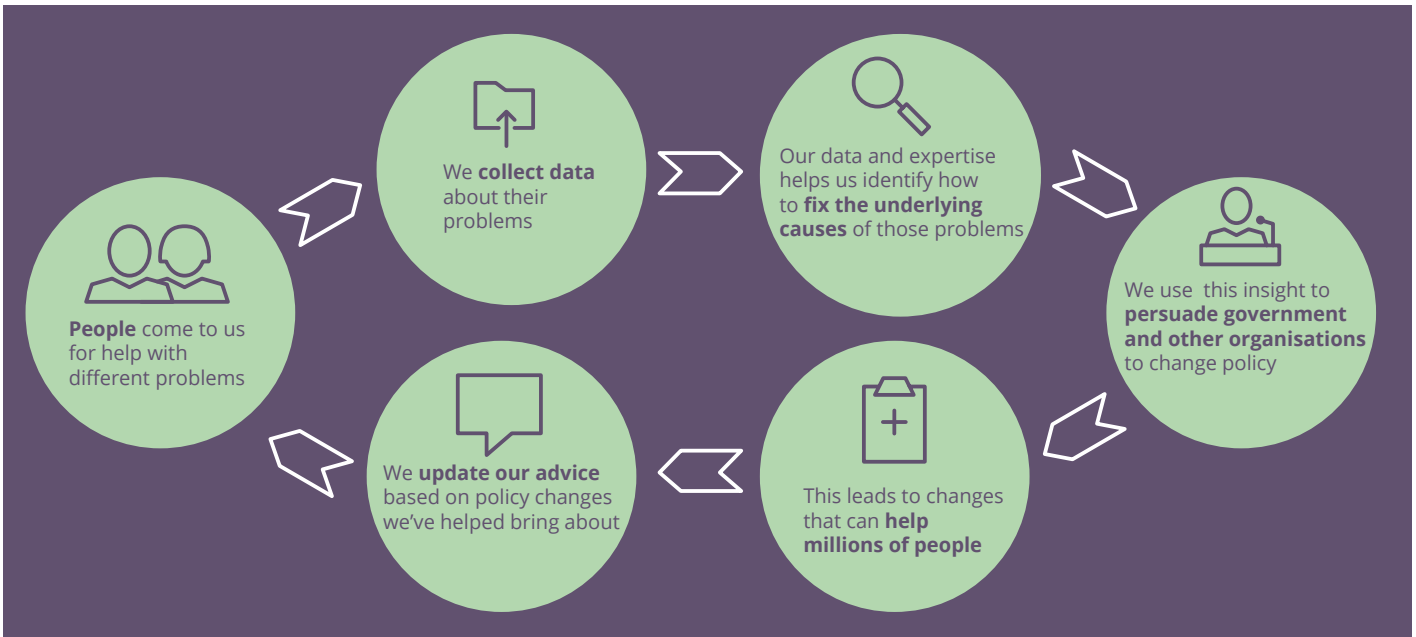 People come to us
for help with
different problems
We collect data
about their
problems
Our data and expertise
helps us identify how
to fix the underlying
causes of those problems
We use  this insight to
persuade government
and other organisations
to change policy
This leads to changes
that can help
millions of people
We update our advice
based on policy changes
we’ve helped bring about